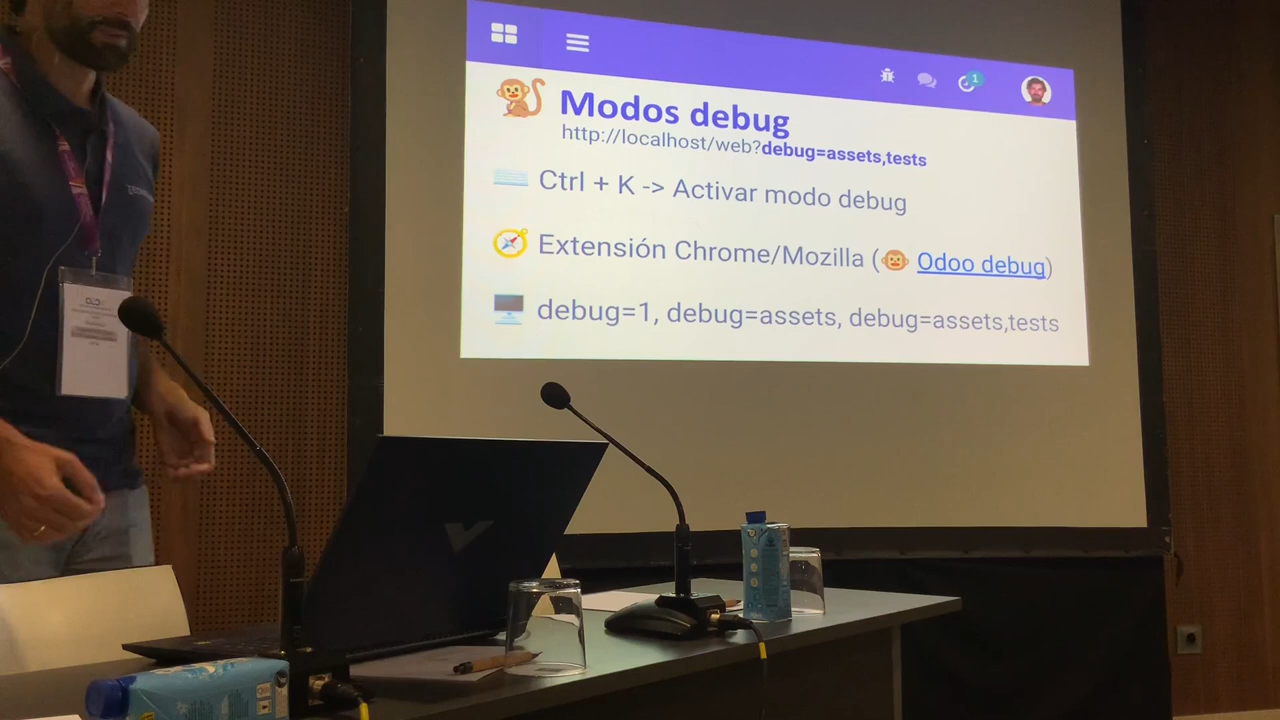 1
Modos debug
http://localhost/web?debug=assets,tests
Ctrl + K -> Activar modo debug
Extensión Chrome/Mozilla (🐵 Odoo debug)
debug=1, debug=assets, debug=assets,tests